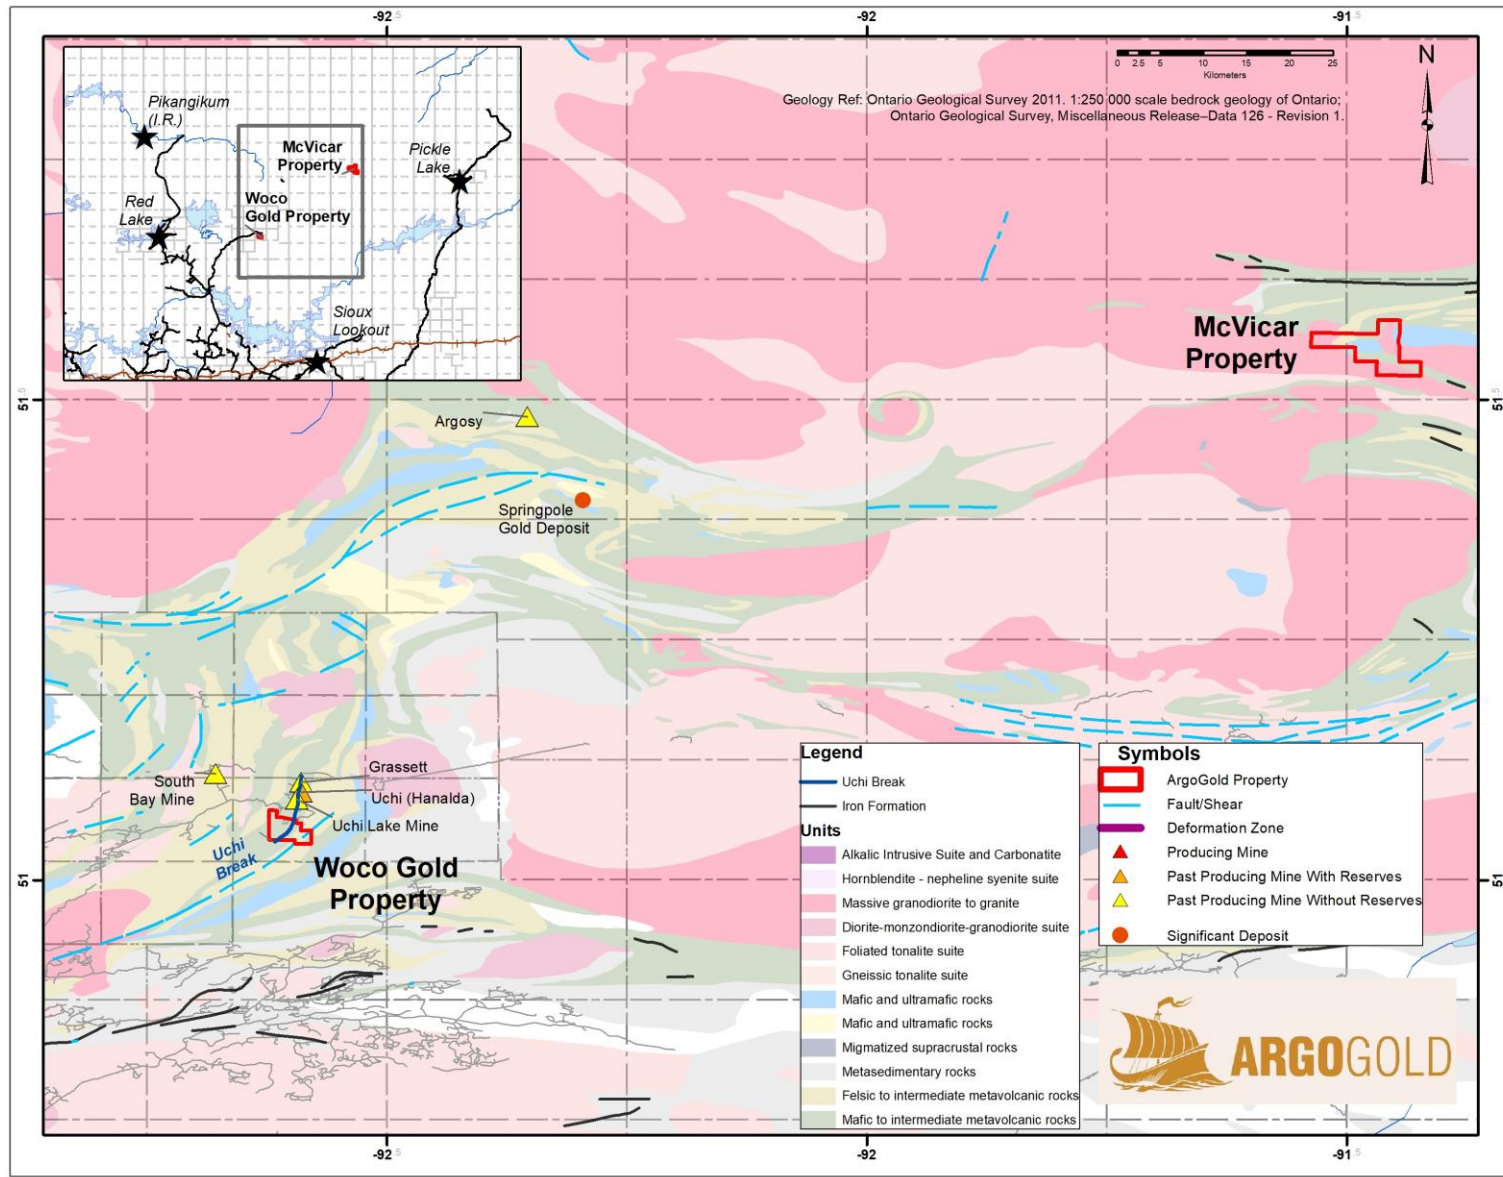 -92.5
-92
-91.5
0 2.5 5 10 15 20 25
Kilometers
N
Geology Ref: Ontario Geological Survey 2011. 1:250 000 scale bedrock geology of Ontario;
Ontario Geological Survey, Miscellaneous Release–Data 126 - Revision 1.
Pikangikum
(I.R.)
McVicar
Property
Pickle
Lake
Red
Lake
Woco
Gold Property
Sioux
Lookout
McVicar
Property
51.5
51.5
Argosy
Springpole
Gold Deposit
South
Bay Mine
Grassett
Uchi (Hanalda)
Uchi Lake Mine
Uchi
Break
Woco Gold
Property
51
51
Legend
Uchi Break
Iron Formation
Units
Alkalic Intrusive Suite and Carbonatite
Hornblendite - nepheline syenite suite
Massive granodiorite to granite
Diorite-monzondiorite-granodiorite suite
Foliated tonalite suite
Gneissic tonalite suite
Mafic and ultramafic rocks
Mafic and ultramafic rocks
Migmatized supracrustal rocks
Metasedimentary rocks
Felsic to intermediate metavolcanic rocks
Mafic to intermediate metavolcanic rocks
Symbols
ArgoGold Property
Fault/Shear
Deformation Zone
Producing Mine
Past Producing Mine With Reserves
Past Producing Mine Without Reserves
Significant Deposit
ARGOGOLD
-92.5
-92
-91.5